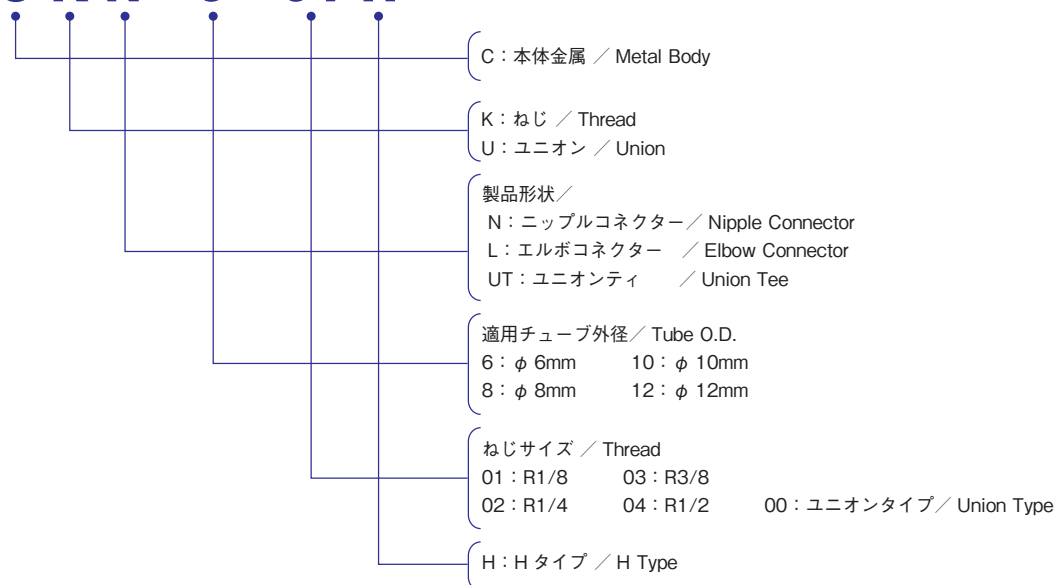 C：本体金属 ／ Metal Body
K：ねじ ／ Thread
U：ユニオン ／ Union
製品形状／
N：ニップルコネクター／ Nipple Connector
L：エルボコネクター ／ Elbow Connector
UT：ユニオンティ ／ Union Tee
適用チューブ外径／ Tube O.D.
6：φ 6mm 10：φ 10mm
8：φ 8mm 12：φ 12mm
ねじサイズ ／ Thread
01：R1/8 03：R3/8
02：R1/4 04：R1/2 00：ユニオンタイプ／ Union Type
H：H タイプ ／ H Type